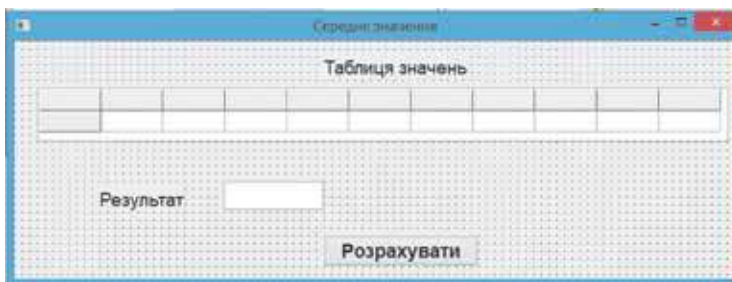 Середнє значення
Таблиця значень
Результат
Розрахувати